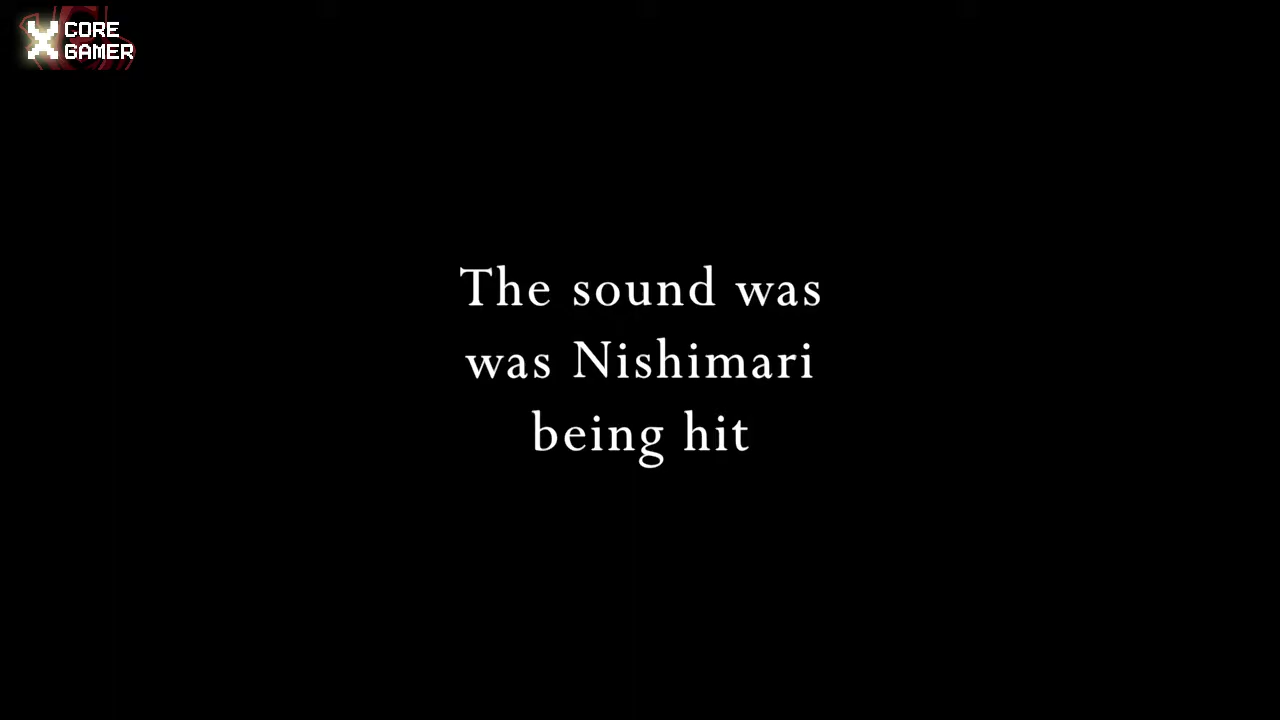 CORE
GAMER
The sound was
was Nishimari
being hit